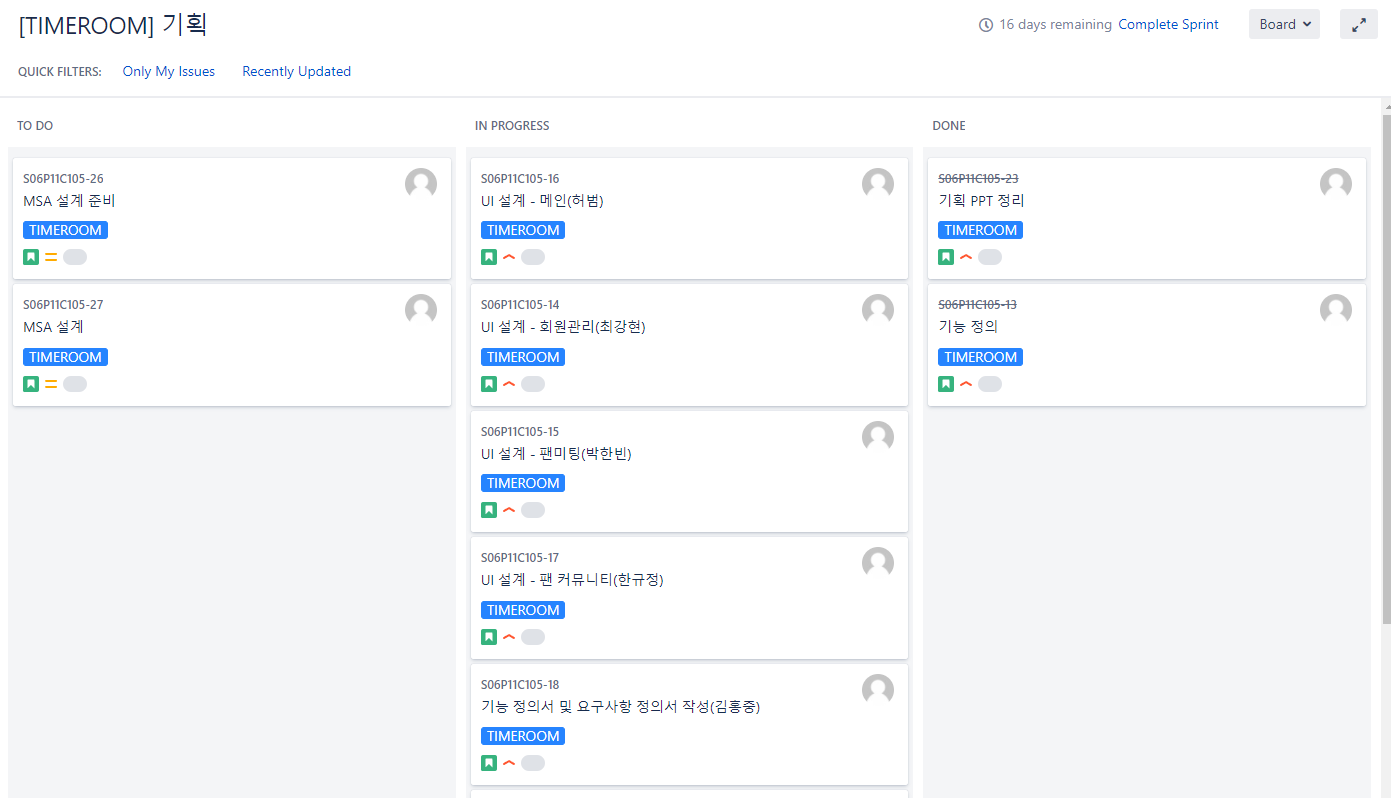 [TIMEROOM] 기획
16 days remaining Complete Sprint Board
QUICK FILTERS: Only My Issues Recently Updated
TO DO
S06P11C105-26
MSA 설계 준비
TIMEROOM
S06P11C105-27
MSA 설계
TIMEROOM
IN PROGRESS
S06P11C105-16
UI 설계 - 메인(허범)
TIMEROOM
S06P11C105-14
UI 설계 - 회원관리(최강현)
TIMEROOM
S06P11C105-15
UI 설계 - 팬미팅(박한빈)
TIMEROOM
S06P11C105-17
UI 설계 - 팬 커뮤니티(한규정)
TIMEROOM
S06P11C105-18
기능 정의서 및 요구사항 정의서 작성(김홍중)
TIMEROOM
DONE
S06P11C105-23
기획 PPT 정리
TIMEROOM
S06P11C105-13
기능 정의
TIMEROOM